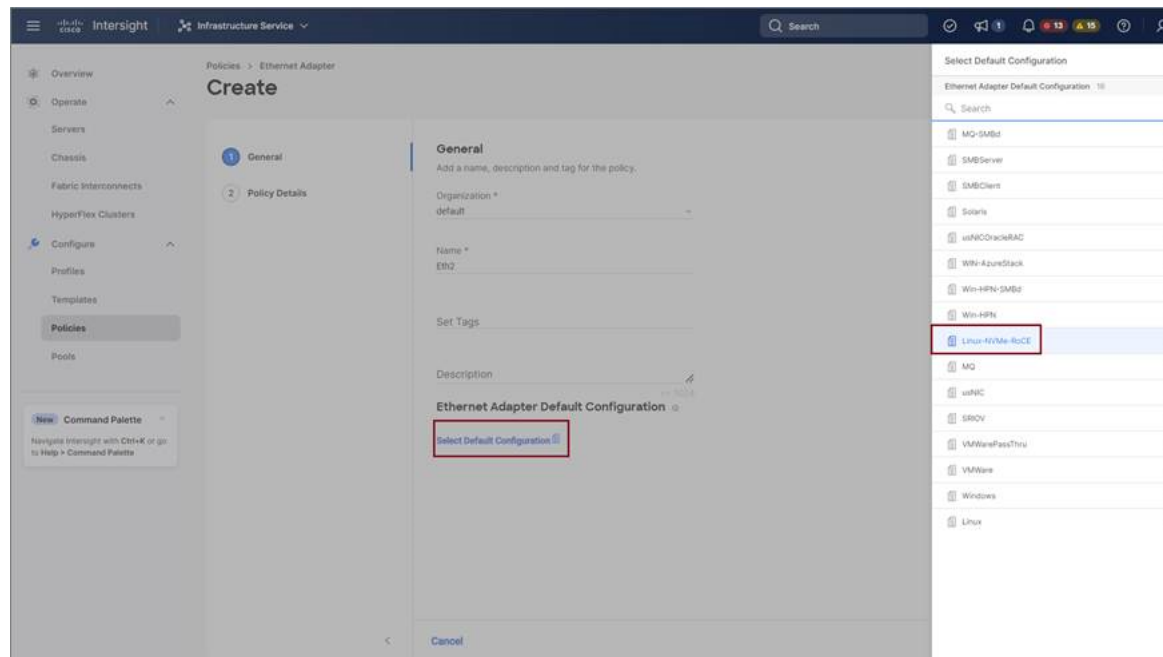 cisco Intersight
Infrastructure Service
Search
1
13
15
Overview
Operate
Servers
Chassis
Fabric Interconnects
HyperFlex Clusters
Configure
Profiles
Templates
Policies
Pools
New Command Palette
Navigate Intersight with Ctrl+K or go
to Help > Command Palette
Policies > Ethernet Adapter
Create
1 General
2 Policy Details
General
Add a name, description and tag for the policy.
Organization *
default
Name *
Eth2
Set Tags
Description
Ethernet Adapter Default Configuration
Select Default Configuration
Cancel
Select Default Configuration
Ethernet Adapter Default Configuration 16
Search
MQ-SMBd
SMBServer
SMBClient
Solaris
usNICOracleRAC
WIN-AzureStack
Win-HPN-SMBd
Win-HPN
Linux-NVMe-RoCE
MQ
usNIC
SRIOV
VMWarePassThru
VMWare
Windows
Linux